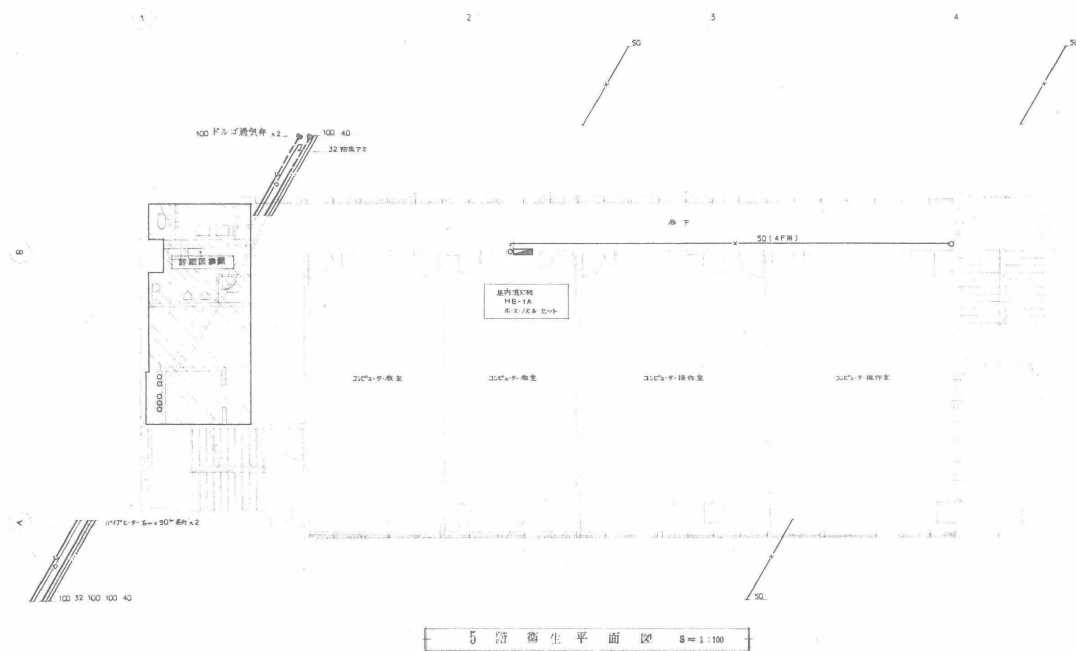 1 2 3 4
50
50
100 ドルゴ通気弁 x2
100 40
32 防虫アミ
廊下
50 (4F用)
B
詳細図参照
屋内消火栓
HB-1A
ホース・ノズル セット
コンピューター教室
コンピューター教室
コンピューター操作室
コンピューター操作室
A
100 32 100 100 40
50
5 階 衛 生 平 面 図 S=1:100